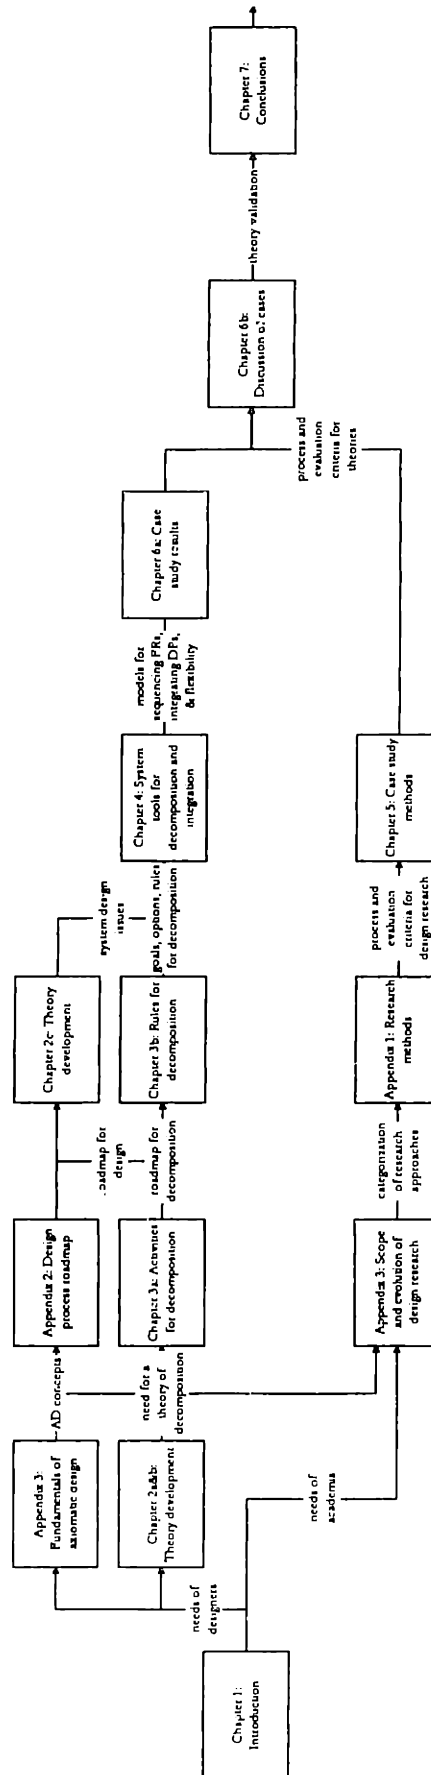 Chapter 1:
Introduction
needs of
designers
needs of
academia
Appendix 3:
Fundamentals of
axiomatic design
Chapter 2a&b:
Theory development
AD concepts
need for a
theory of
decomposition
Appendix 2: Design
process roadmap
Chapter 3a: Activities
for decomposition
Appendix 3: Scope
and evolution of
design research
roadmap for
design
roadmap for
decomposition
categorization
of research
approaches
Chapter 2c: Theory
development
Chapter 3b: Rules for
decomposition
Appendix 1: Research
methods
system design
issues
goals, options, rules
for decomposition
process and
evaluation
criteria for
design research
Chapter 4: System
tools for
decomposition and
integration
Chapter 5: Case study
methods
models for
sequencing FRs,
integrating DPs,
& flexibility
Chapter 6a: Case
study results
process and
evaluation
criteria for
theories
Chapter 6b:
Discussion of cases
theory validation
Chapter 7:
Conclusions